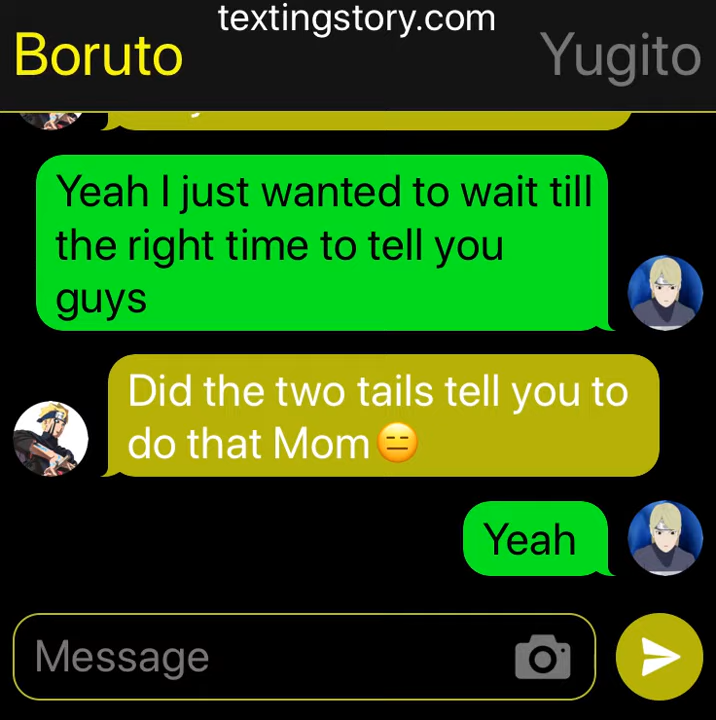 textingstory.com
Boruto
Yugito
Yeah I just wanted to wait till
the right time to tell you
guys
Did the two tails tell you to
do that Mom😑
Yeah
Message